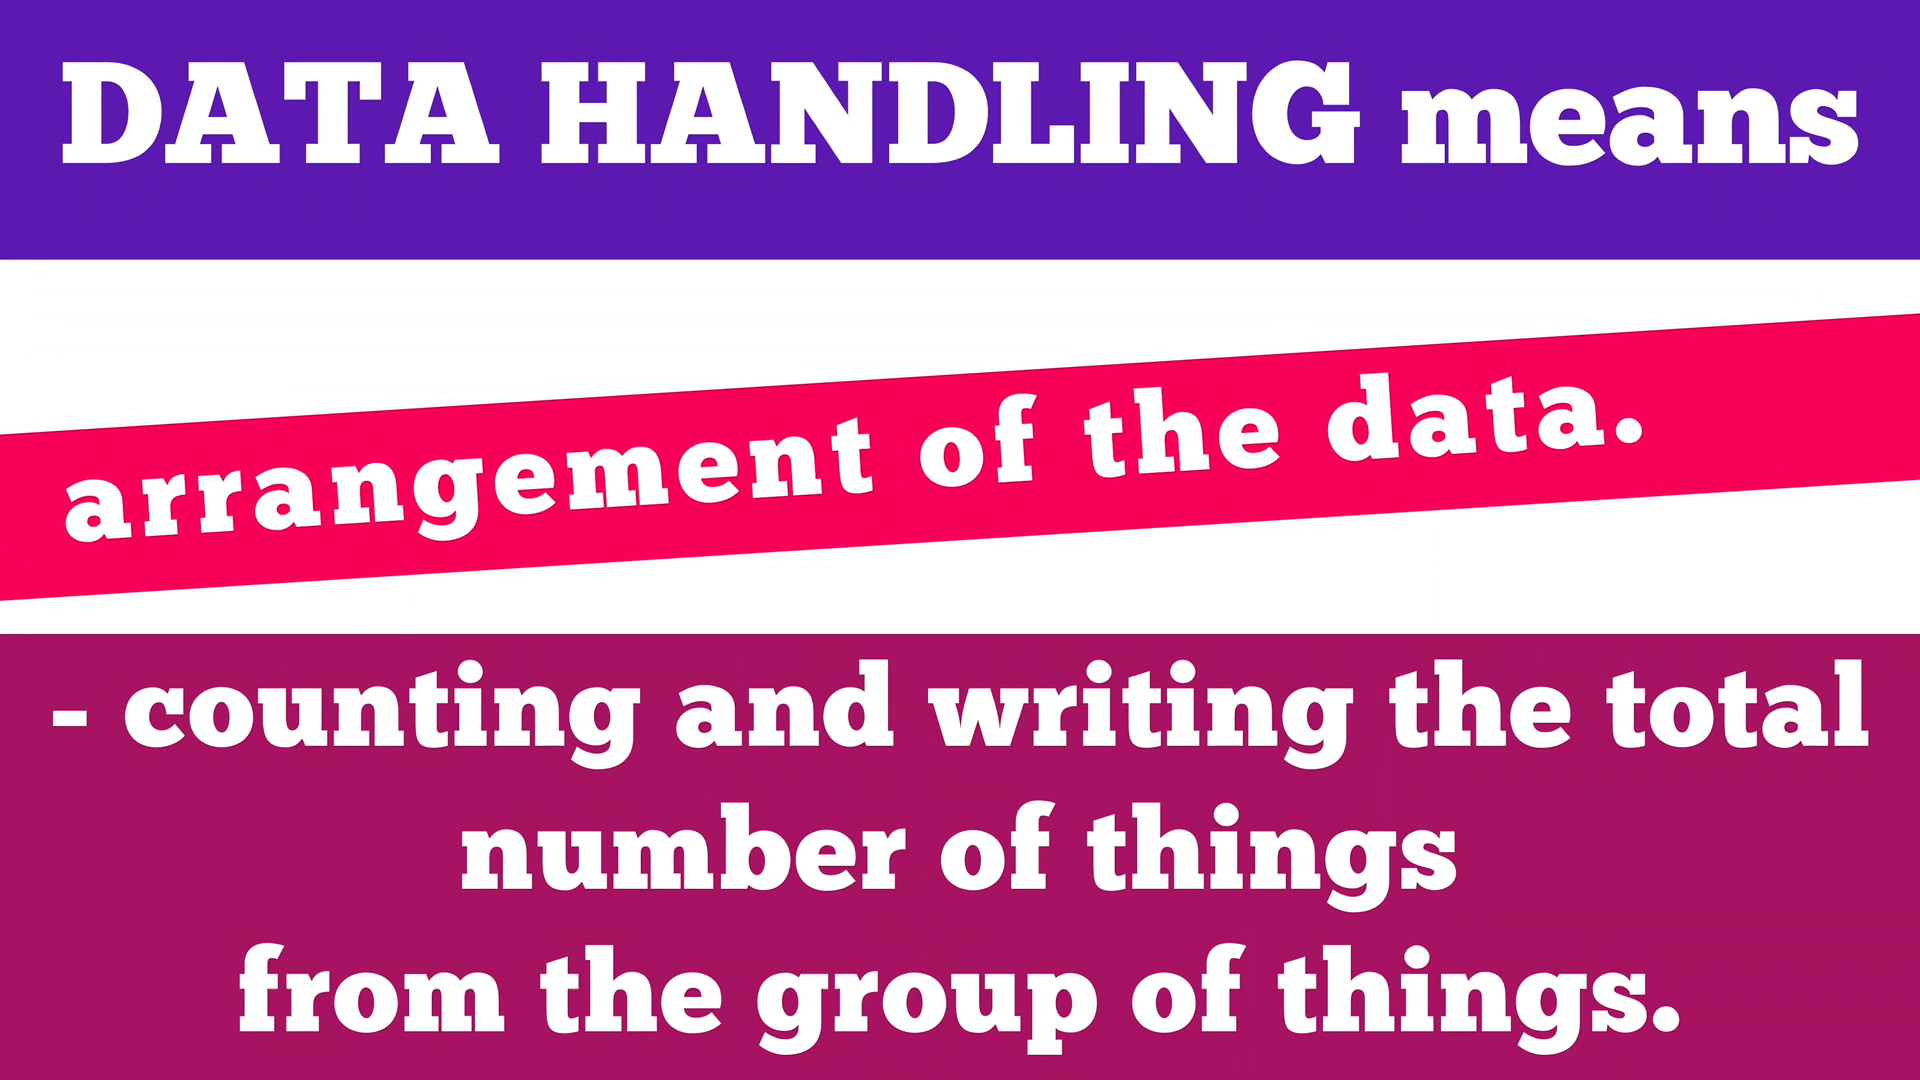 DATA HANDLING means
arrangement of the data.
- counting and writing the total
number of things
from the group of things.